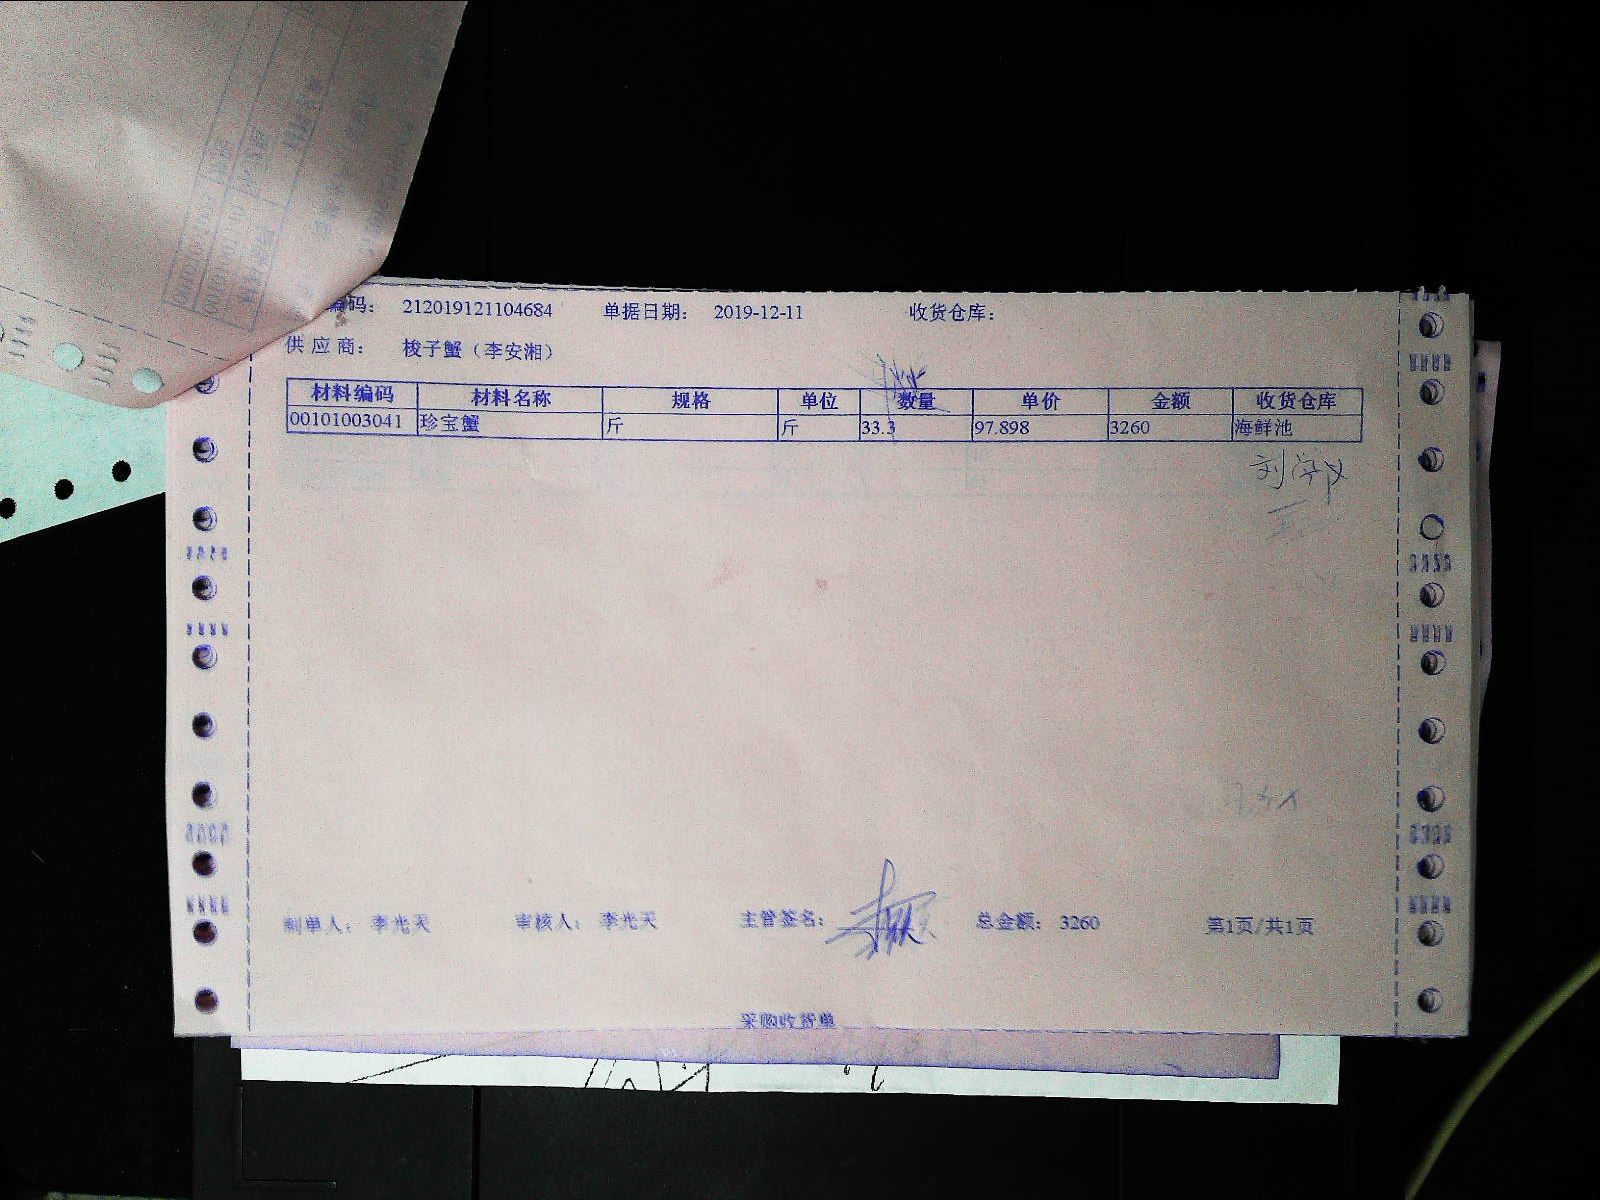 编码： 212019121104684 单据日期： 2019-12-11 收货仓库：
供应商： 梭子蟹（李安湘）
材料编码 材料名称 规格 单位 数量 单价 金额 收货仓库
00101003041 珍宝蟹 斤 斤 33.3 97.898 3260 海鲜池
制单人： 李光天 审核人： 李光天 主管签名： 总金额： 3260 第1页/共1页
采购收货单